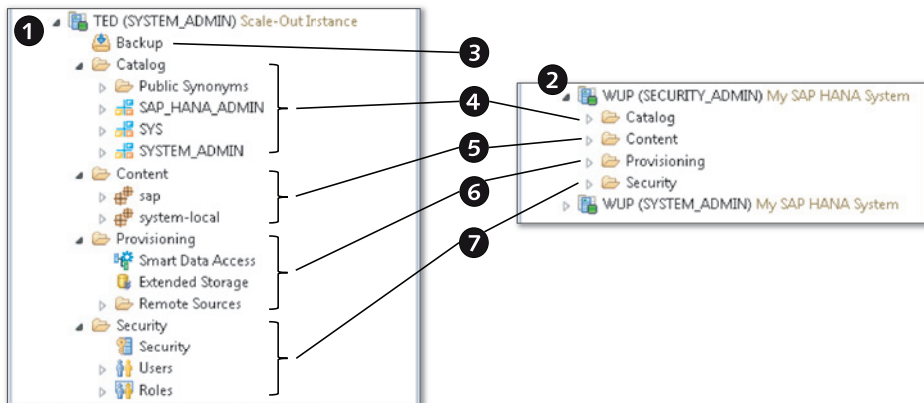 1
TED (SYSTEM_ADMIN) Scale-Out Instance
Backup
Catalog
Public Synonyms
SAP_HANA_ADMIN
SYS
SYSTEM_ADMIN
Content
sap
system-local
Provisioning
Smart Data Access
Extended Storage
Remote Sources
Security
Security
Users
Roles
3
4
5
6
7
2
WUP (SECURITY_ADMIN) My SAP HANA System
Catalog
Content
Provisioning
Security
WUP (SYSTEM_ADMIN) My SAP HANA System